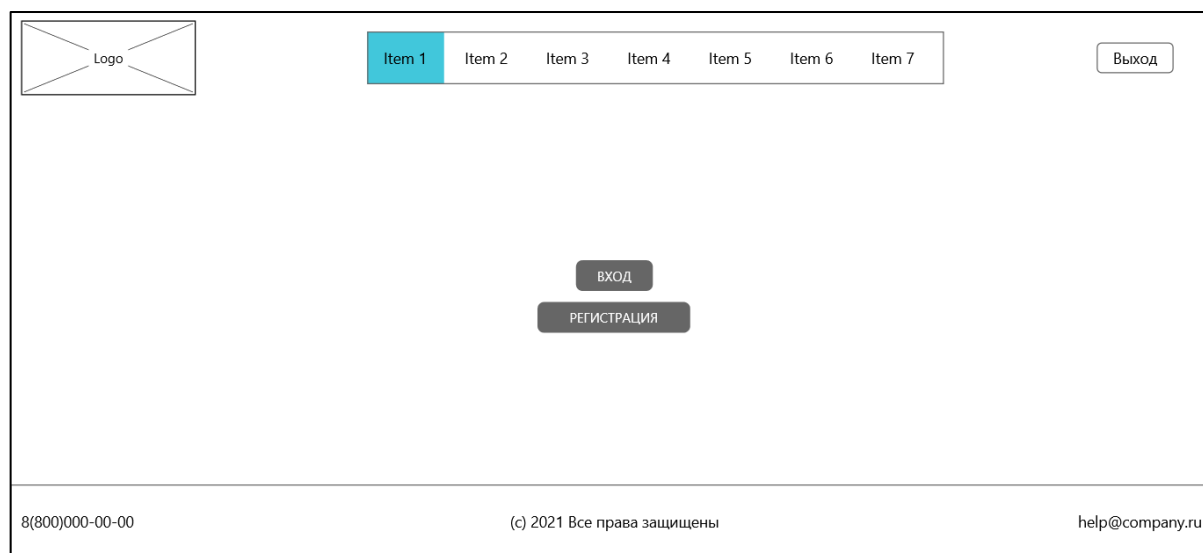 Logo
Item 1 Item 2 Item 3 Item 4 Item 5 Item 6 Item 7
Выход
ВХОД
РЕГИСТРАЦИЯ
8(800)000-00-00
(c) 2021 Все права защищены
help@company.ru